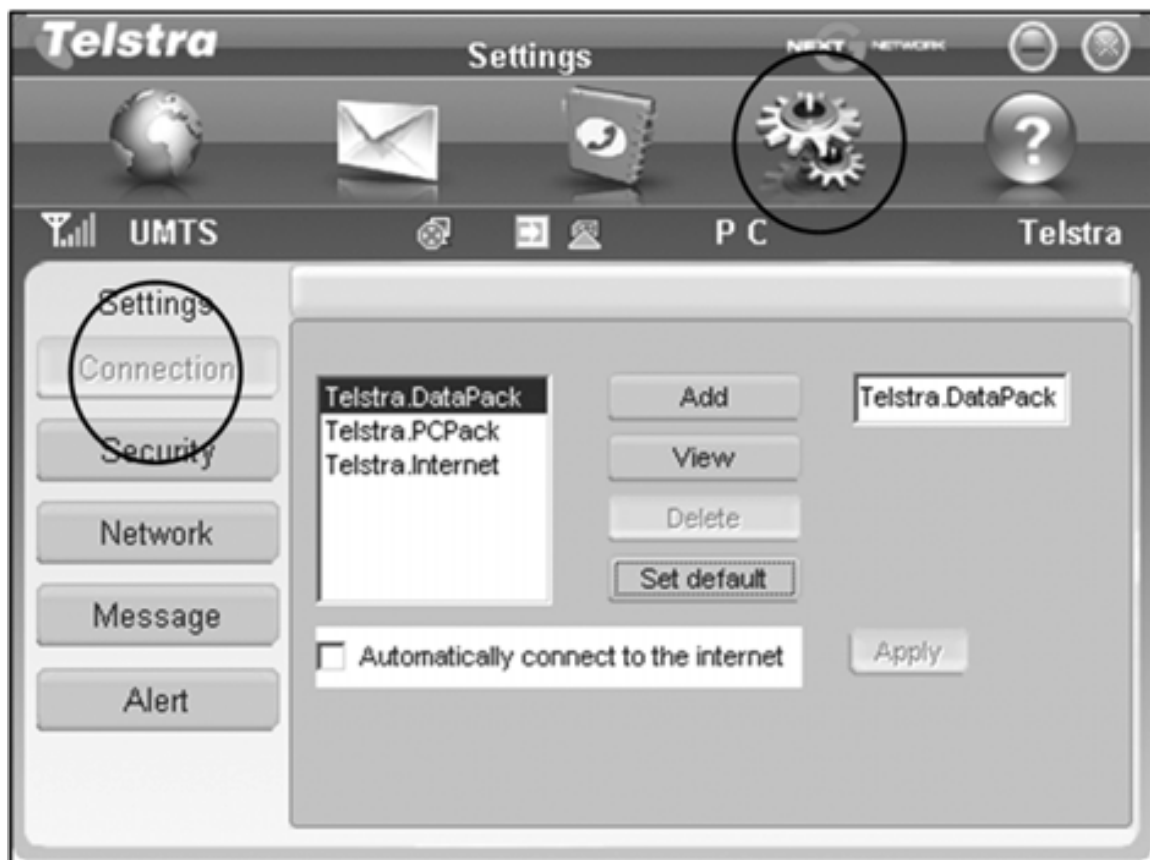 Telstra
Settings
NEXT G NETWORK
?
UMTS
P C
Telstra
Settings
Connection
Security
Network
Message
Alert
Telstra.DataPack
Telstra.PCPack
Telstra.Internet
Add
View
Delete
Set default
Telstra.DataPack
Automatically connect to the internet
Apply